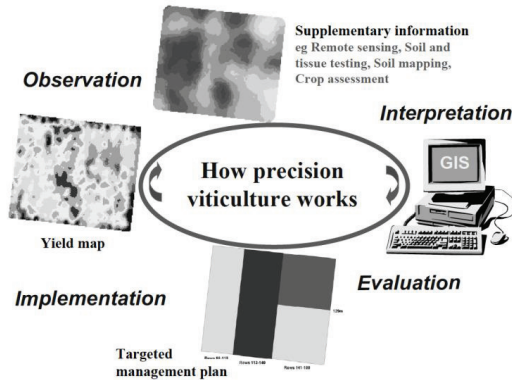 Supplementary information
eg Remote sensing, Soil and
tissue testing, Soil mapping,
Crop assessment
Observation
Interpretation
GIS
How precision
viticulture works
Yield map
Evaluation
Implementation
Targeted
management plan